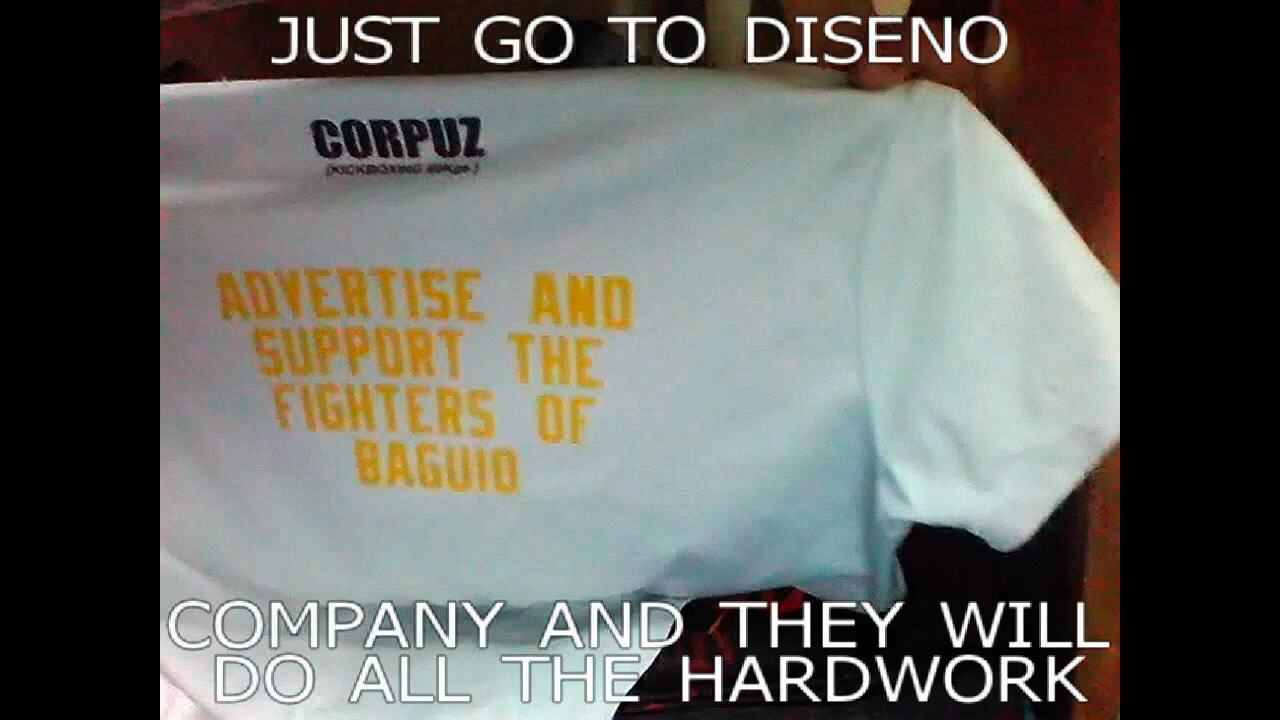 JUST GO TO DISENO
CORPUZ
(KICKBOXING
ADVERTISE AND
SUPPORT THE
FIGHTERS OF
BAGUIO
COMPANY AND THEY WILL
DO ALL THE HARDWORK